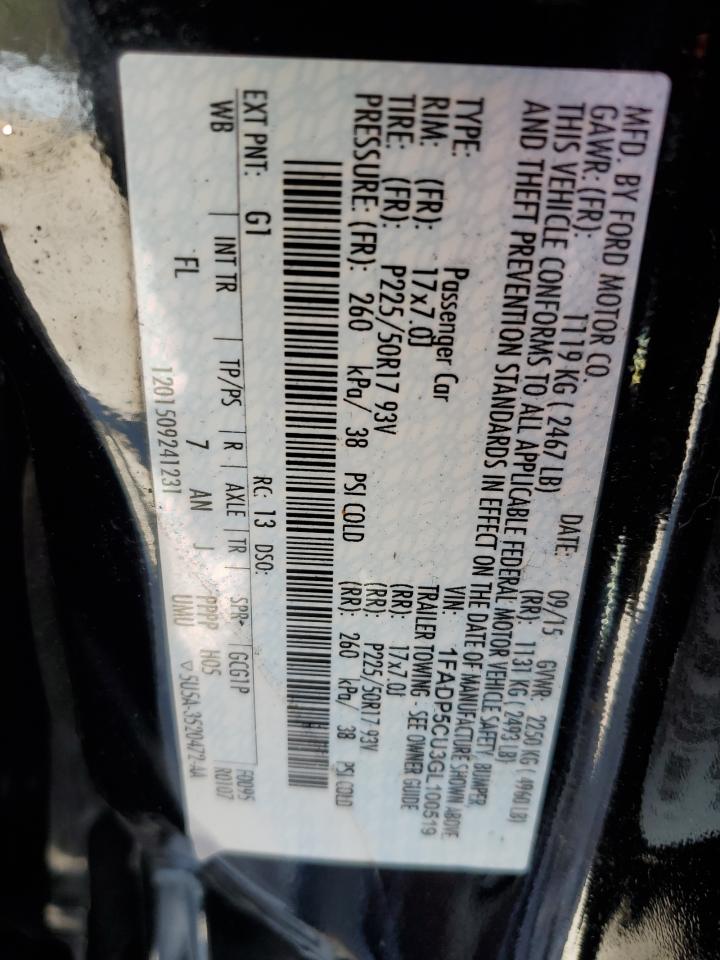 MFD. BY FORD MOTOR CO.
DATE: 09/15 GVWR: 2250 KG ( 4960 LB)
GAWR: (FR): 1119 KG ( 2467 LB) (RR): 1131 KG ( 2493 LB)
THIS VEHICLE CONFORMS TO ALL APPLICABLE FEDERAL MOTOR VEHICLE SAFETY, BUMPER,
AND THEFT PREVENTION STANDARDS IN EFFECT ON THE DATE OF MANUFACTURE SHOWN ABOVE.
VIN: 1FADP5CU3GL100519
TYPE: Passenger Car TRAILER TOWING - SEE OWNER GUIDE
RIM: (FR): 17x7.0J (RR): 17x7.0J
TIRE: (FR): P225/50R17 93V (RR): P225/50R17 93V
PRESSURE: (FR): 260 kPa/ 38 PSI COLD (RR): 260 kPa/ 38 PSI COLD
EXT PNT: G1 RC: 13 DSO:
WB | INT TR | TP/PS | R | AXLE | TR | SPR• GCG1P F0095
FL 7 AN J PPPP HOS R0107
1201509241231 UMU ▽5U5A-3520472-AA